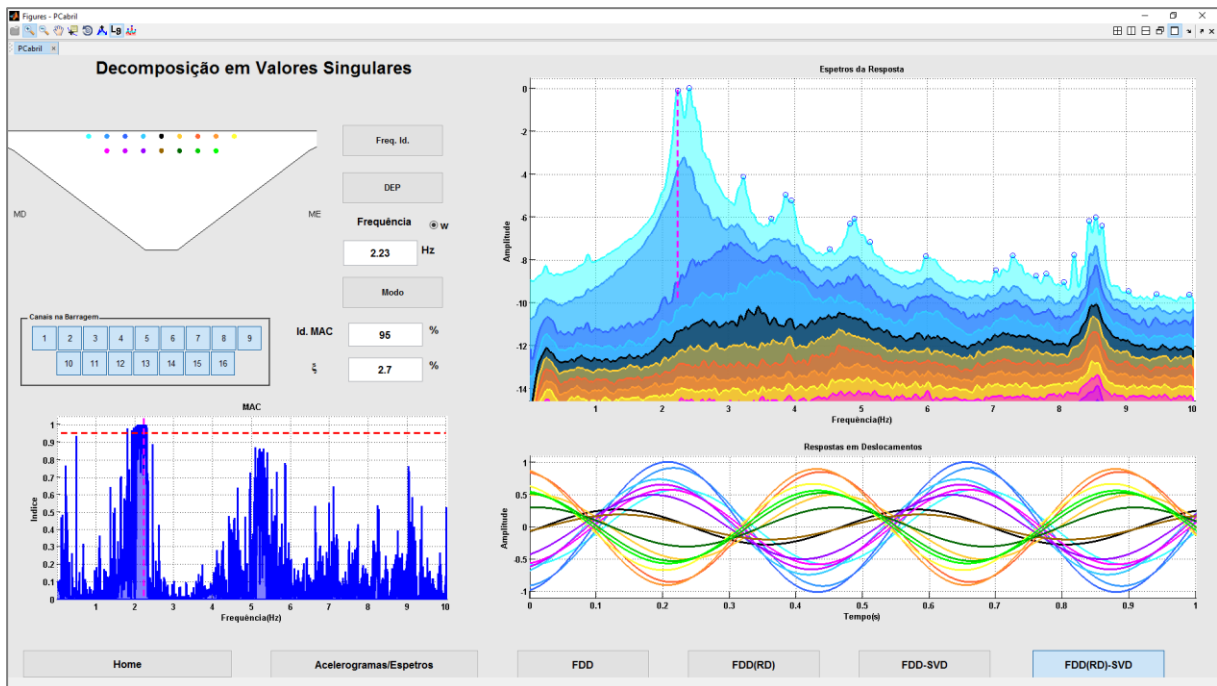 Figures - PCabril
PCabril
Decomposição em Valores Singulares
MD
ME
Freq. Id.
DEP
Frequência
w
2.23
Hz
Modo
Id. MAC
95
%
ξ
2.7
%
Canais na Barragem
1 2 3 4 5 6 7 8 9
10 11 12 13 14 15 16
Espetros da Resposta
Amplitude
0
-2
-4
-6
-8
-10
-12
-14
1 2 3 4 5 6 7 8 9 10
Frequência(Hz)
MAC
Indice
1
0.9
0.8
0.7
0.6
0.5
0.4
0.3
0.2
0.1
0
1 2 3 4 5 6 7 8 9 10
Frequência(Hz)
Respostas em Deslocamentos
Amplitude
1
0.5
0
-0.5
-1
0 0.1 0.2 0.3 0.4 0.5 0.6 0.7 0.8 0.9 1
Tempo(s)
Home
Acelerogramas/Espetros
FDD
FDD(RD)
FDD-SVD
FDD(RD)-SVD